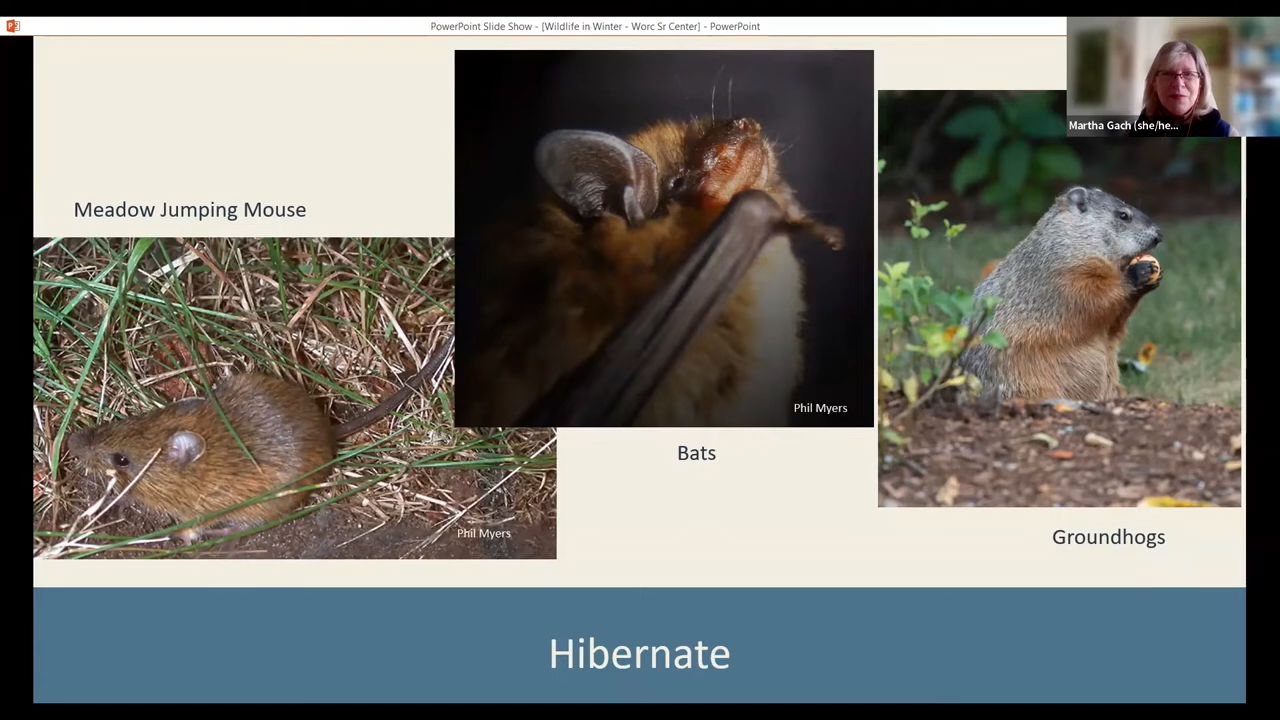 PowerPoint Slide Show - [Wildlife in Winter - Worc Sr Center] - PowerPoint
Martha Gach (she/he...
Meadow Jumping Mouse
Phil Myers
Phil Myers
Bats
Groundhogs
Hibernate